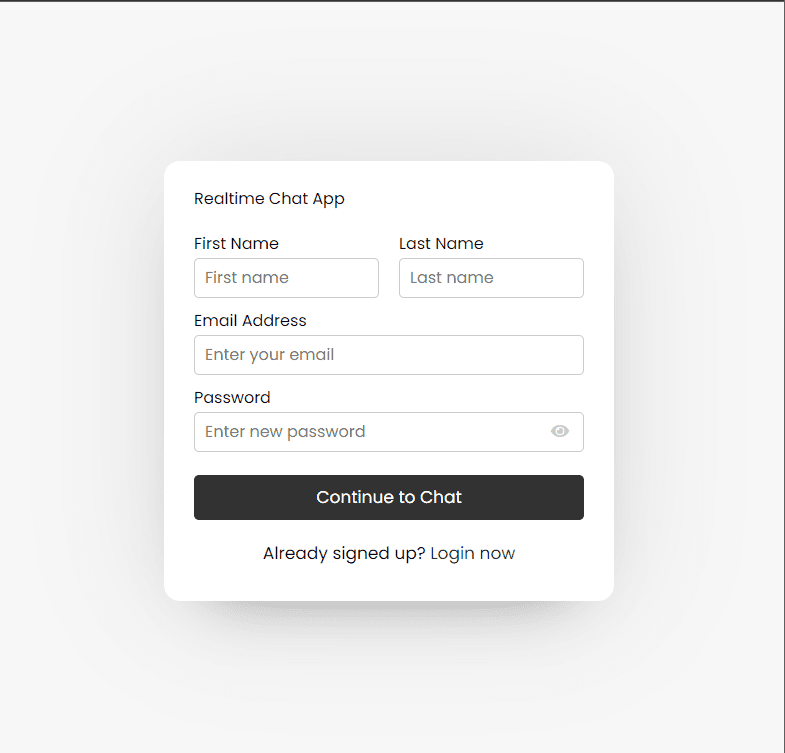 Realtime Chat App
First Name Last Name
First name Last name
Email Address
Enter your email
Password
Enter new password
Continue to Chat
Already signed up? Login now